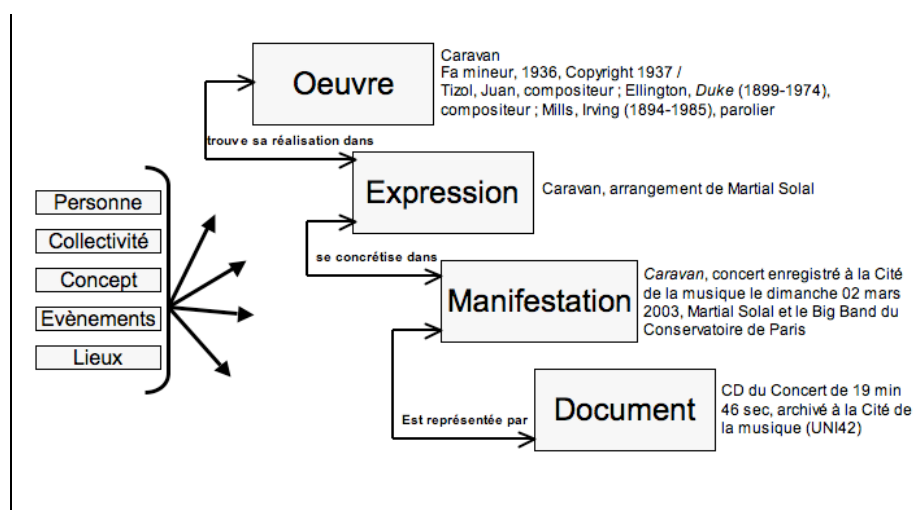 Oeuvre
Caravan
Fa mineur, 1936, Copyright 1937 /
Tizol, Juan, compositeur ; Ellington, Duke (1899-1974),
compositeur ; Mills, Irving (1894-1985), parolier
trouve sa réalisation dans
Expression
Caravan, arrangement de Martial Solal
Personne
Collectivité
Concept
Evènements
Lieux
se concrétise dans
Manifestation
Caravan, concert enregistré à la Cité
de la musique le dimanche 02 mars
2003, Martial Solal et le Big Band du
Conservatoire de Paris
Est représentée par
Document
CD du Concert de 19 min
46 sec, archivé à la Cité de
la musique (UNI42)